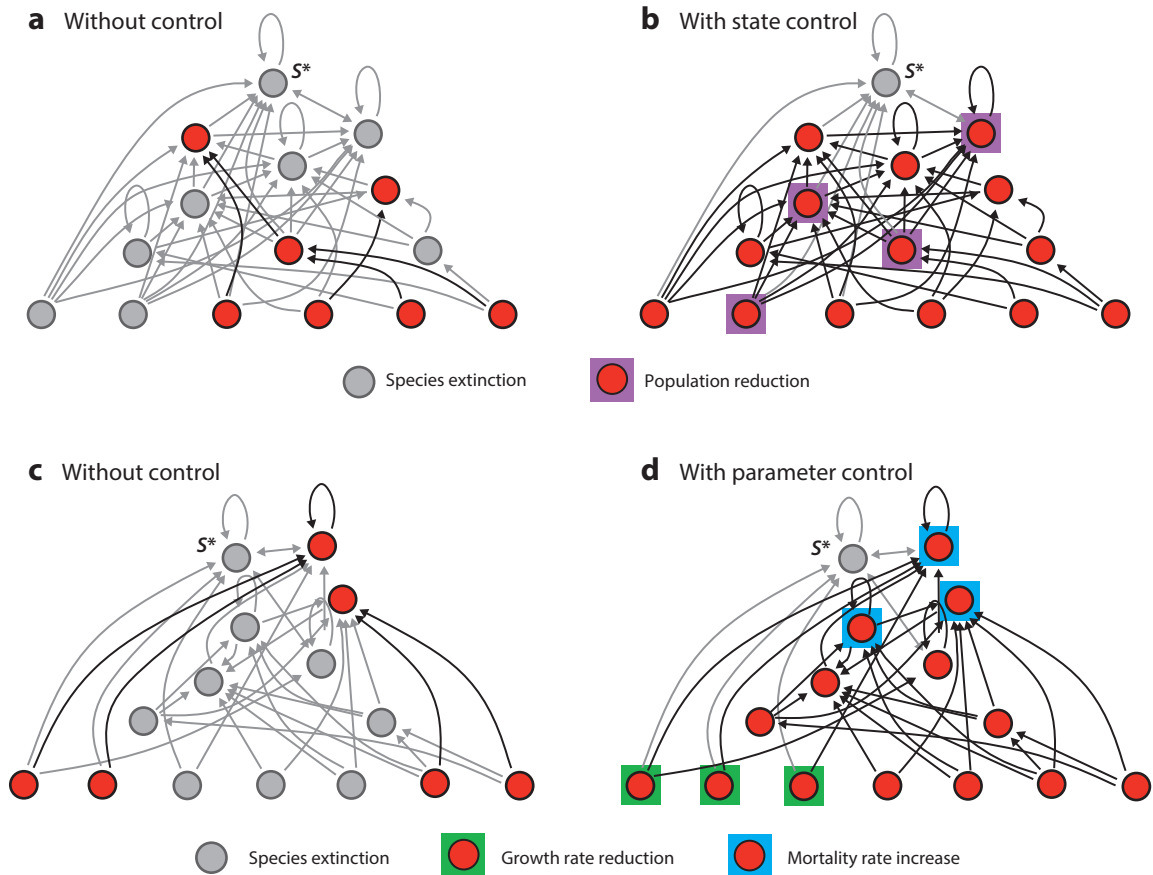 a Without control
b With state control
S*
S*
Species extinction
Population reduction
c Without control
d With parameter control
S*
S*
Species extinction
Growth rate reduction
Mortality rate increase